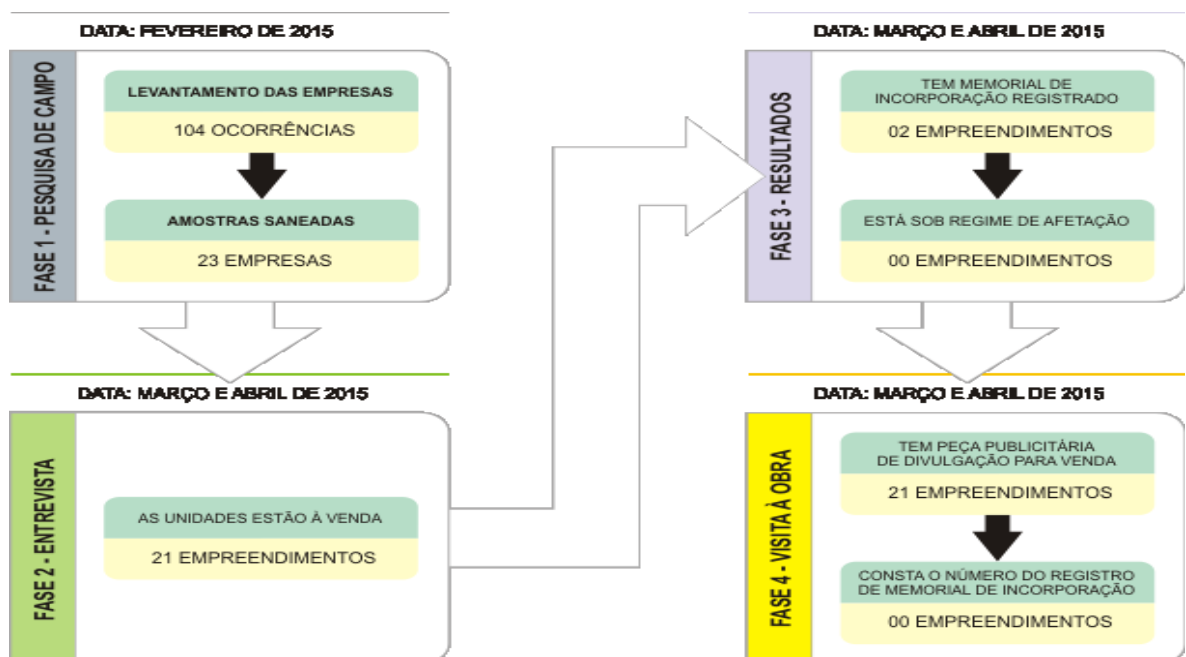 DATA: FEVEREIRO DE 2015
FASE 1 - PESQUISA DE CAMPO
LEVANTAMENTO DAS EMPRESAS
104 OCORRÊNCIAS
AMOSTRAS SANEADAS
23 EMPRESAS
DATA: MARÇO E ABRIL DE 2015
FASE 2 - ENTREVISTA
AS UNIDADES ESTÃO À VENDA
21 EMPREENDIMENTOS
DATA: MARÇO E ABRIL DE 2015
FASE 3 - RESULTADOS
TEM MEMORIAL DE
INCORPORAÇÃO REGISTRADO
02 EMPREENDIMENTOS
ESTÁ SOB REGIME DE AFETAÇÃO
00 EMPREENDIMENTOS
DATA: MARÇO E ABRIL DE 2015
FASE 4 - VISITA À OBRA
TEM PEÇA PUBLICITÁRIA
DE DIVULGAÇÃO PARA VENDA
21 EMPREENDIMENTOS
CONSTA O NÚMERO DO REGISTRO
DE MEMORIAL DE INCORPORAÇÃO
00 EMPREENDIMENTOS